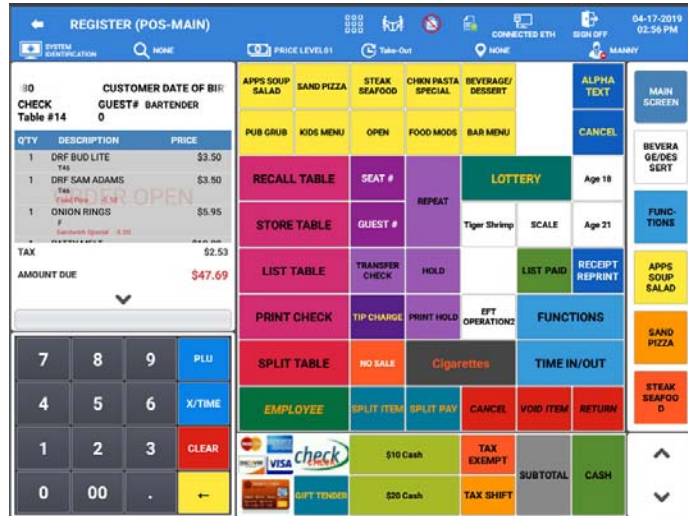 REGISTER (POS-MAIN)
CONNECTED ETH
SIGN OFF
04-17-2019
02:56 PM
SYSTEM
IDENTIFICATION
NONE
PRICE LEVEL01
Take-Out
NONE
MANNY
CUSTOMER DATE OF BIR
CHECK
GUEST# BARTENDER
Table #14
0
Q'TY DESCRIPTION PRICE
1 DRF BUD LITE $3.50
T46
1 DRF SAM ADAMS $3.50
T46
ORDER OPEN
1 ONION RINGS $5.95
F
TAX $2.53
AMOUNT DUE $47.69
7 8 9 PLU
4 5 6 X/TIME
1 2 3 CLEAR
0 00 . ←
APPS SOUP
SALAD
SAND PIZZA
STEAK
SEAFOOD
CHKN PASTA
SPECIAL
BEVERAGE/
DESSERT
ALPHA
TEXT
PUB GRUB
KIDS MENU
OPEN
FOOD MODS
BAR MENU
CANCEL
RECALL TABLE
SEAT #
REPEAT
LOTTERY
Age 18
STORE TABLE
GUEST #
Tiger Shrimp
SCALE
Age 21
LIST TABLE
TRANSFER
CHECK
HOLD
LIST PAID
RECEIPT
REPRINT
PRINT CHECK
TIP CHARGE
PRINT HOLD
EFT
OPERATION2
FUNCTIONS
SPLIT TABLE
NO SALE
Cigarettes
TIME IN/OUT
EMPLOYEE
SPLIT ITEM
SPLIT PAY
CANCEL
VOID ITEM
RETURN
VISA
check
$10 Cash
TAX
EXEMPT
SUBTOTAL
CASH
GIFT TENDER
$20 Cash
TAX SHIFT
MAIN
SCREEN
BEVERA
GE/DES
SERT
FUNC-
TIONS
APPS
SOUP
SALAD
SAND
PIZZA
STEAK
SEAFOO
D